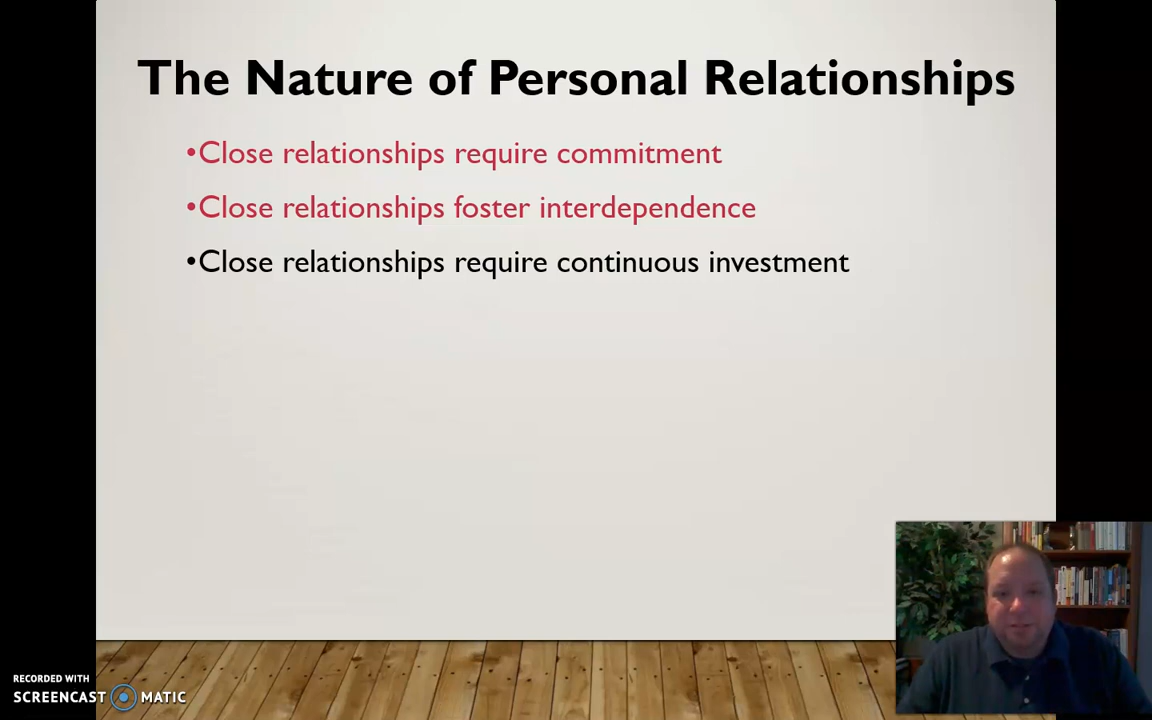 The Nature of Personal Relationships
•Close relationships require commitment
•Close relationships foster interdependence
•Close relationships require continuous investment
RECORDED WITH
SCREENCAST MATIC